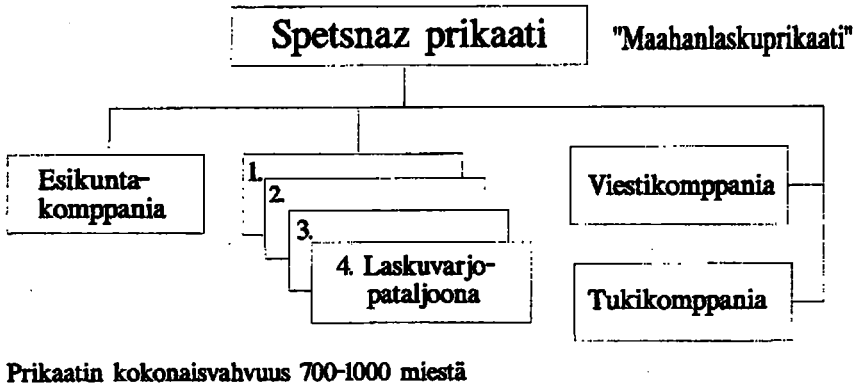 Spetsnaz prikaati
"Maahanlaskuprikaati"
Esikunta-
komppania
1.
2.
3.
4. Laskuvarjo-
pataljoona
Viestikomppania
Tukikomppania
Prikaatin kokonaisvahvuus 700-1000 miestä